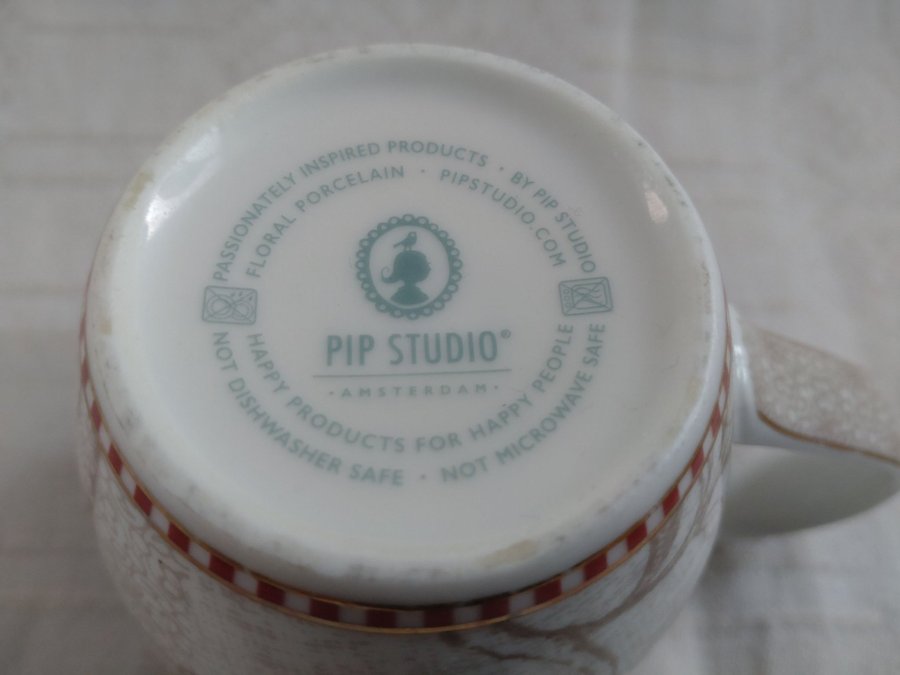 PASSIONATELY INSPIRED PRODUCTS · BY PIP STUDIO
FLORAL PORCELAIN · PIPSTUDIO.COM
PIP STUDIO®
·AMSTERDAM·
HAPPY PRODUCTS FOR HAPPY PEOPLE
NOT DISHWASHER SAFE · NOT MICROWAVE SAFE